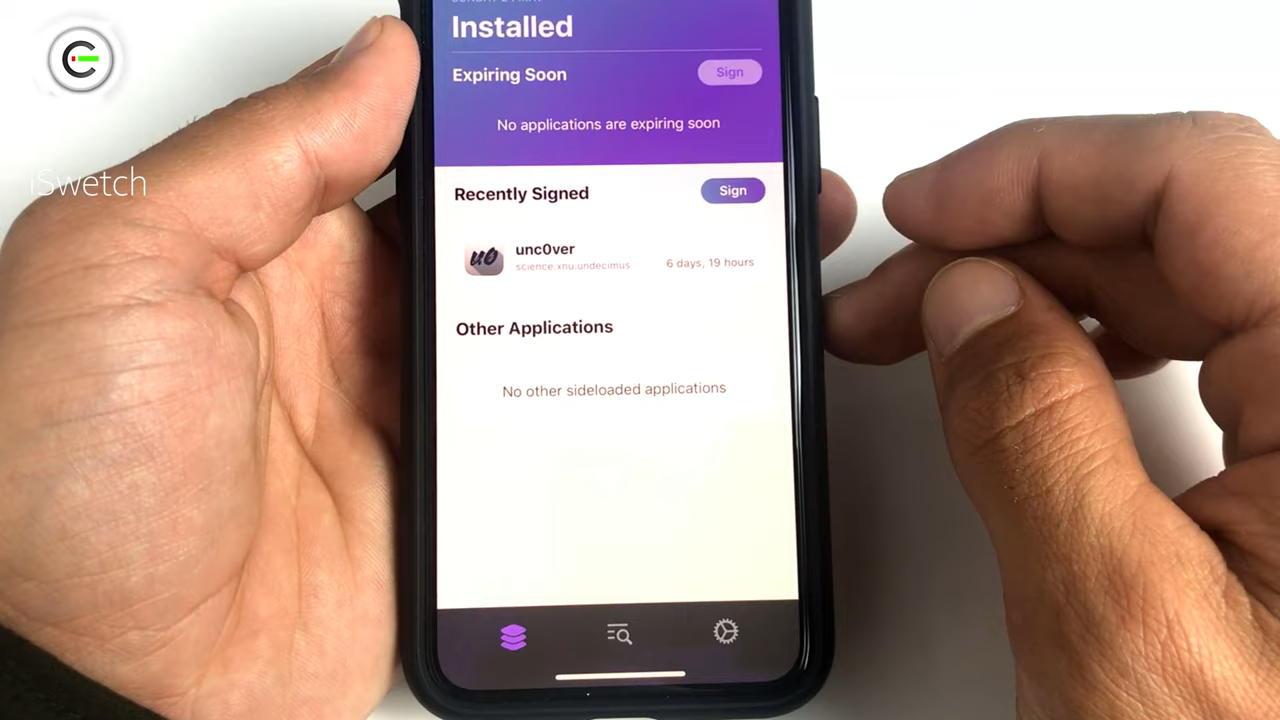 Installed
Expiring Soon
Sign
No applications are expiring soon
iSwetch
Recently Signed
Sign
unc0ver
science.xnu.undecimus
6 days, 19 hours
Other Applications
No other sideloaded applications